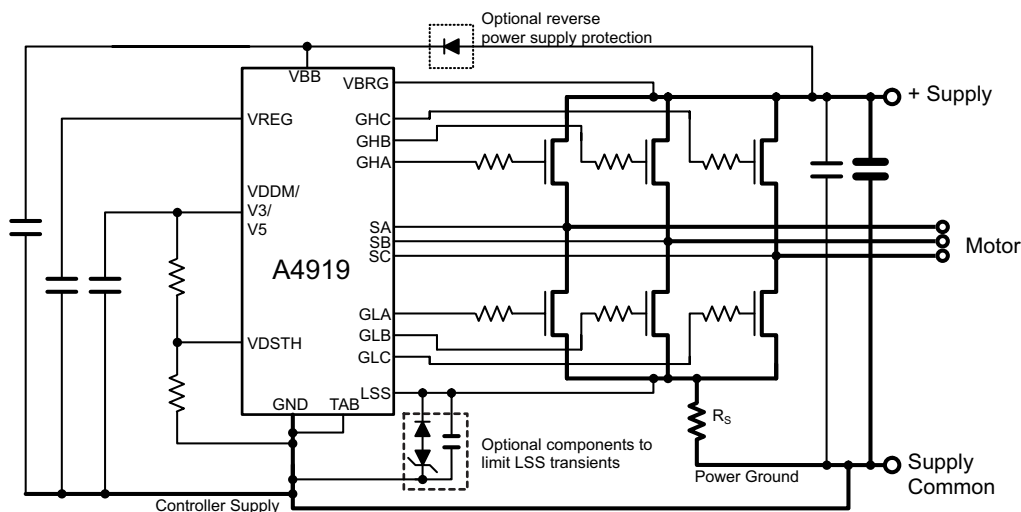 Optional reverse
power supply protection
VBB
VBRG
+ Supply
VREG
GHC
GHB
GHA
VDDM/
V3/
V5
SA
SB
SC
Motor
A4919
GLA
GLB
GLC
VDSTH
LSS
GND
TAB
RS
Optional components to
limit LSS transients
Power Ground
Supply
Common
Controller Supply